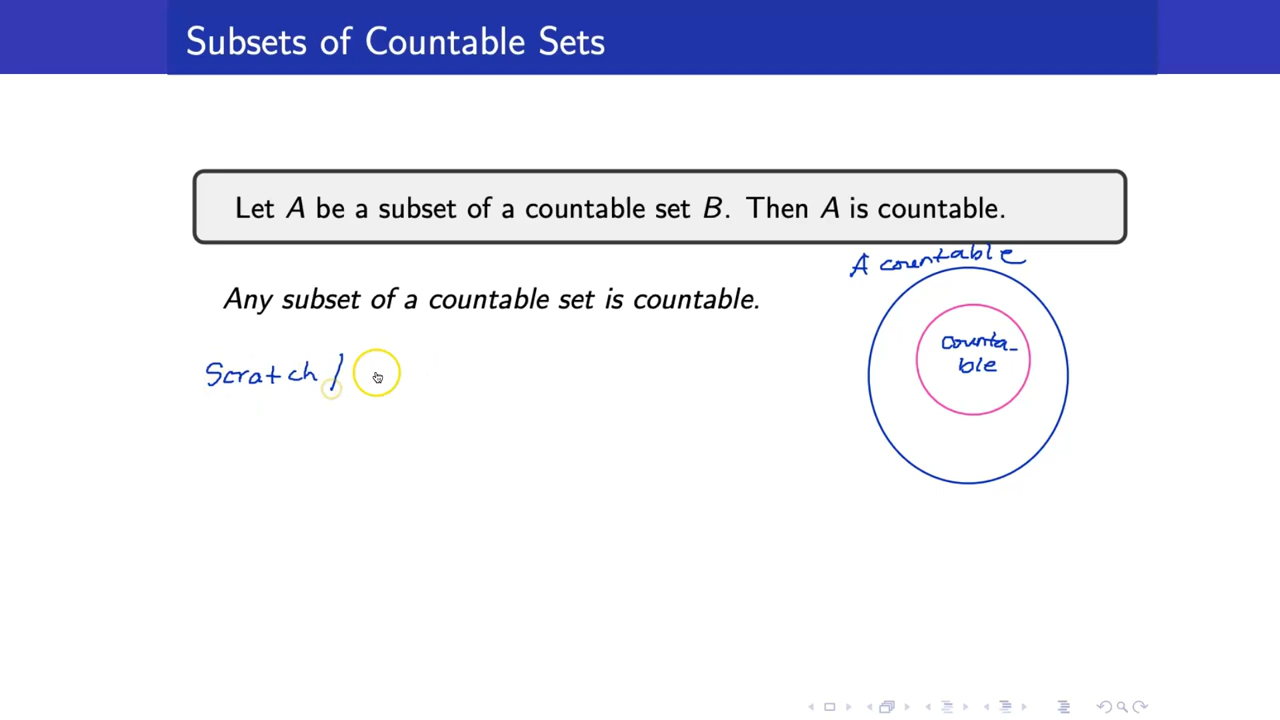 Subsets of Countable Sets
Let A be a subset of a countable set B. Then A is countable.
A countable
Any subset of a countable set is countable.
counta-
ble
Scratch /